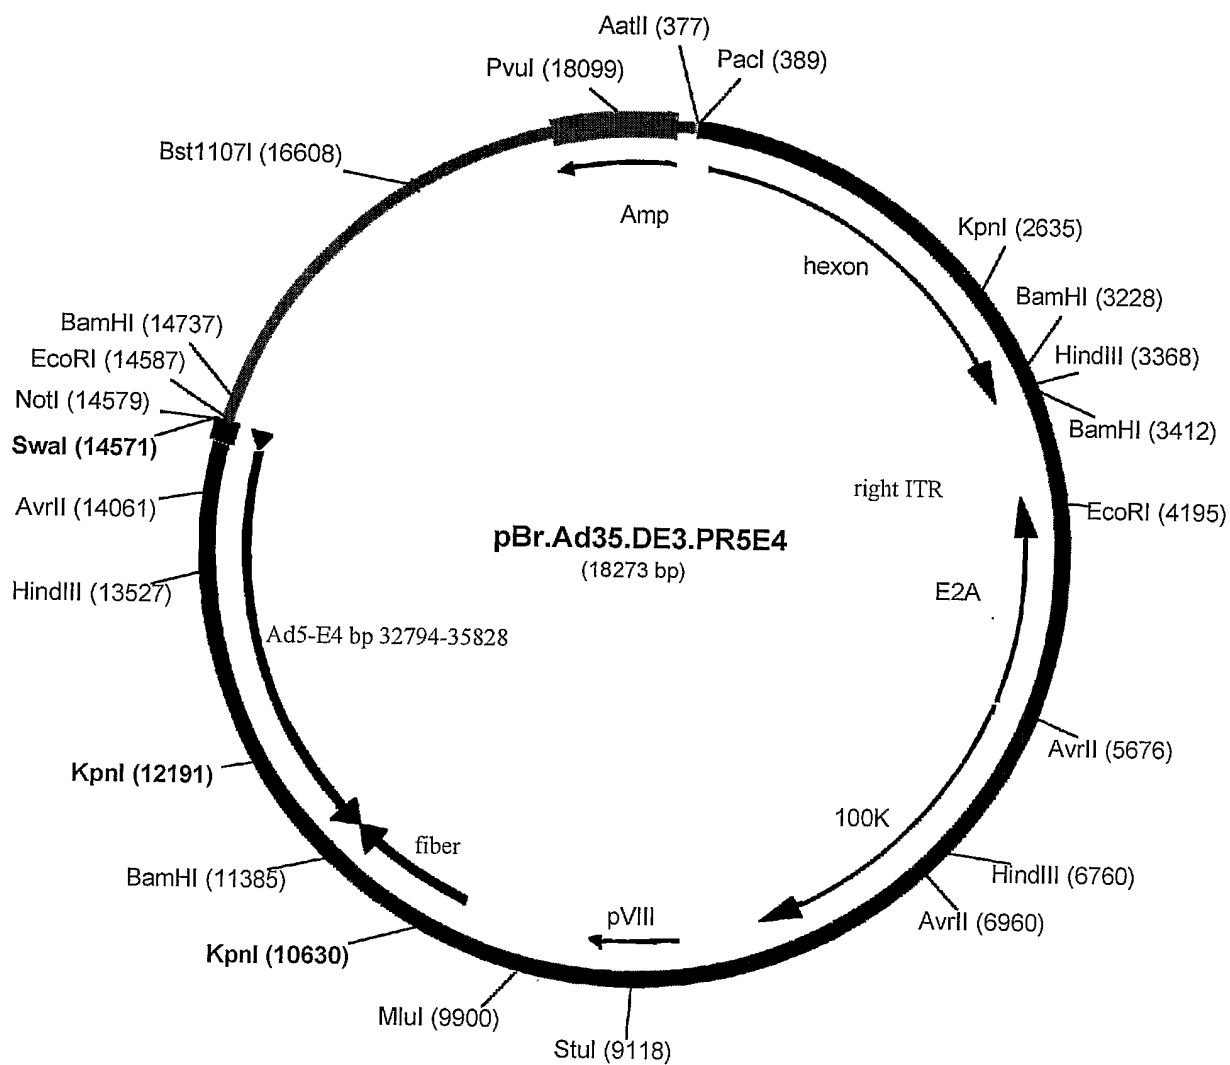 AatII (377)
PacI (389)
PvuI (18099)
Bst1107I (16608)
Amp
hexon
KpnI (2635)
BamHI (3228)
HindIII (3368)
BamHI (3412)
BamHI (14737)
EcoRI (14587)
NotI (14579)
SwaI (14571)
AvrII (14061)
HindIII (13527)
right ITR
EcoRI (4195)
pBr.Ad35.DE3.PR5E4
(18273 bp)
E2A
Ad5-E4 bp 32794-35828
AvrII (5676)
KpnI (12191)
100K
fiber
BamHI (11385)
HindIII (6760)
AvrII (6960)
pVIII
KpnI (10630)
MluI (9900)
StuI (9118)